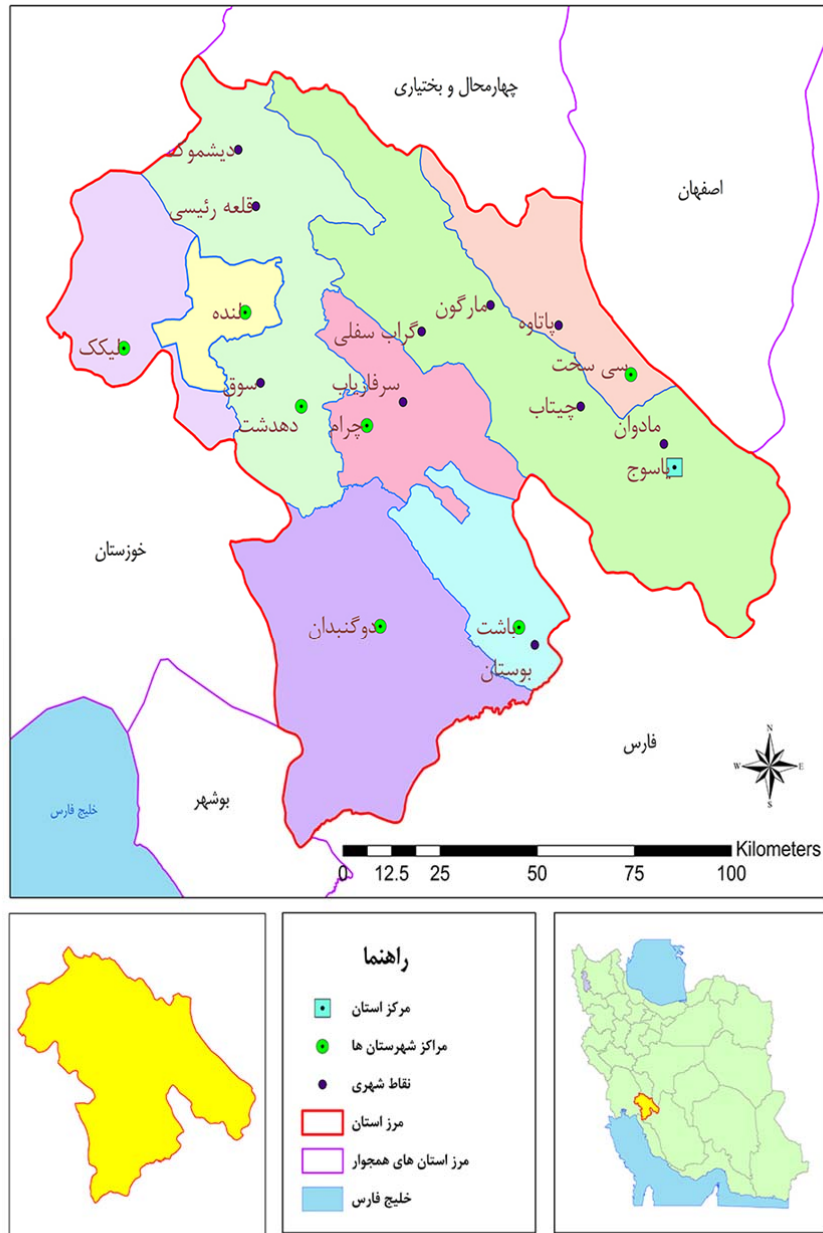 چهارمحال و بختیاری
اصفهان
دیشموک
قلعه رئیسی
لنده
مارگون
پاتاوه
گراب سفلی
لیکک
سی سخت
سوق
سرفاریاب
چیتاب
دهدشت
چرام
مادوان
یاسوج
خوزستان
دوگنبدان
باشت
بوستان
فارس
خلیج فارس
بوشهر
N
W
E
S
Kilometers
0 12.5 25 50 75 100
راهنما
مرکز استان
مراکز شهرستان ها
نقاط شهری
مرز استان
مرز استان های همجوار
خلیج فارس